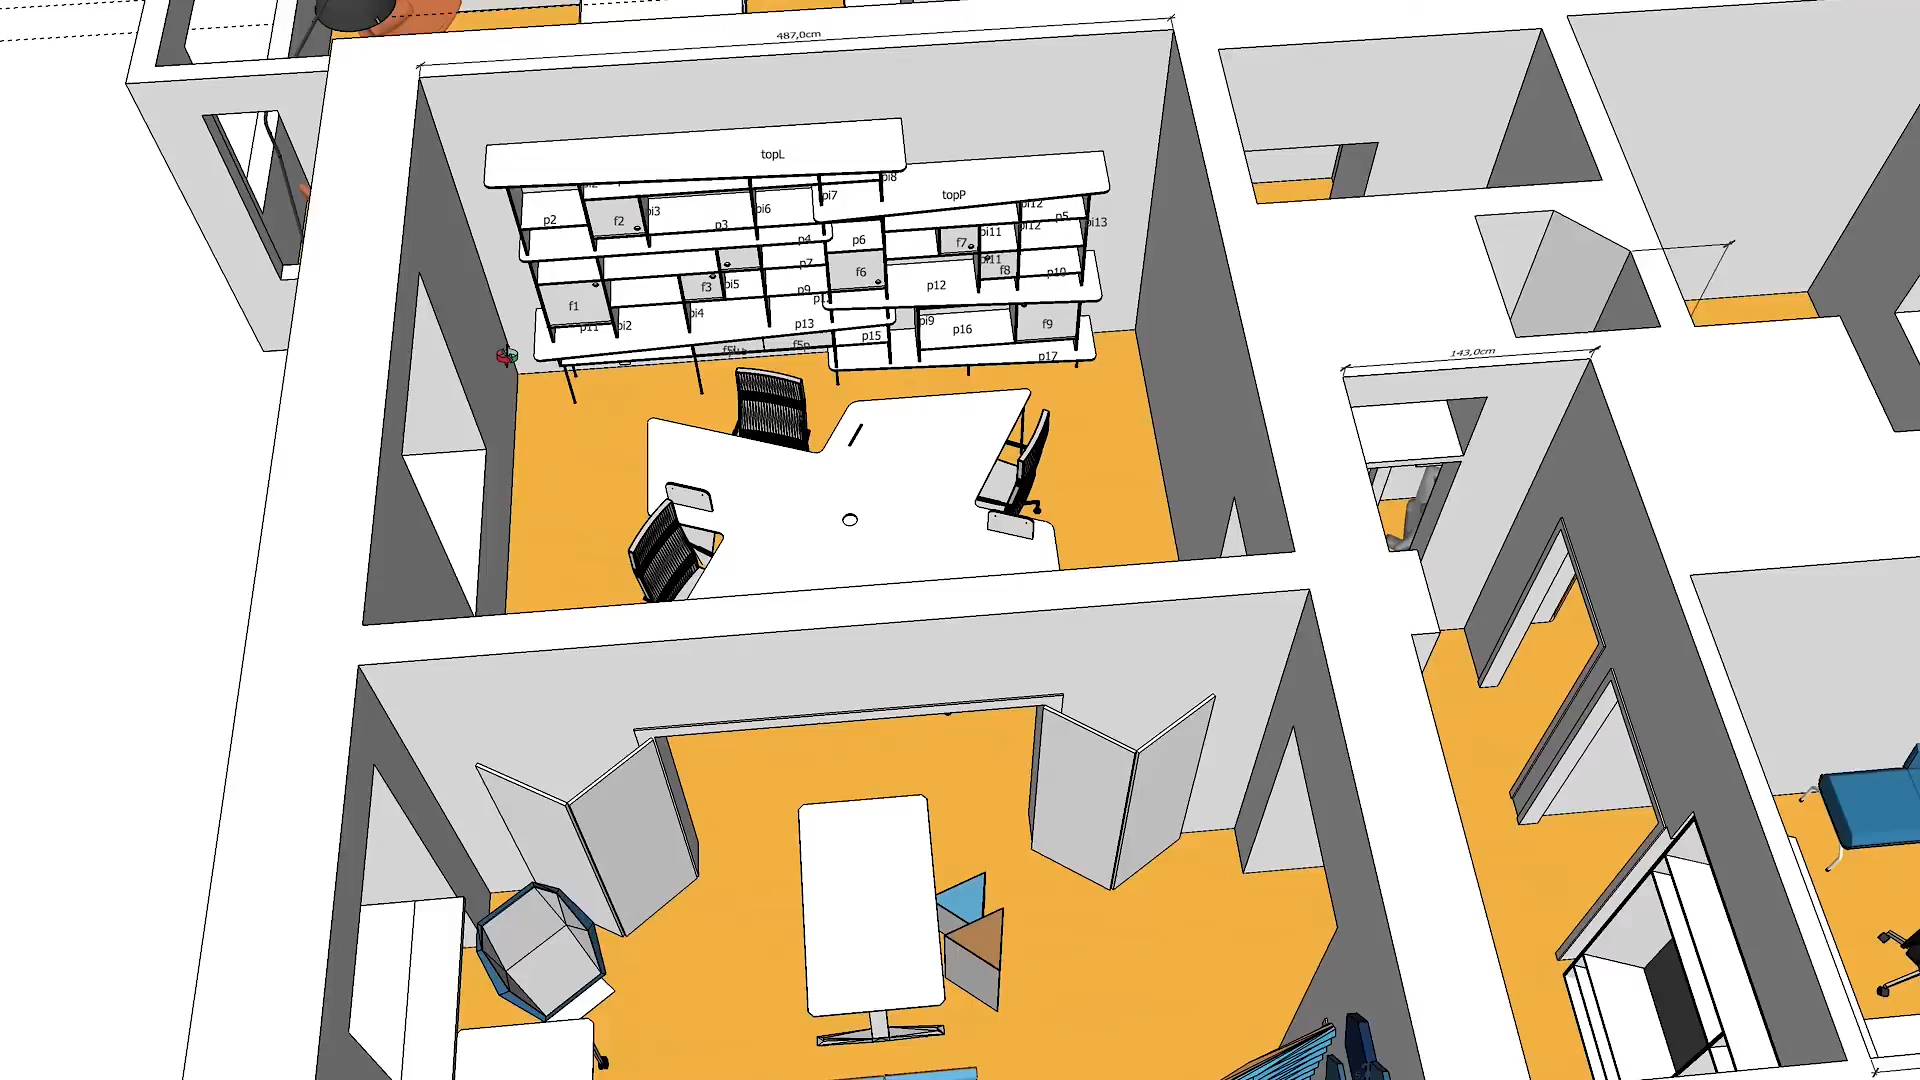 487,0cm
topL
pi8
pi7
topP
pi12
p2
f2
pi3
pi6
p3
p5
pi13
pi12
pi11
p4
p6
f7
p7
pi11
f8
p10
f6
f3
pi5
p9
p12
f1
pi4
pi2
p11
p13
pi9
p16
f9
p15
f5p
p17
143,0cm